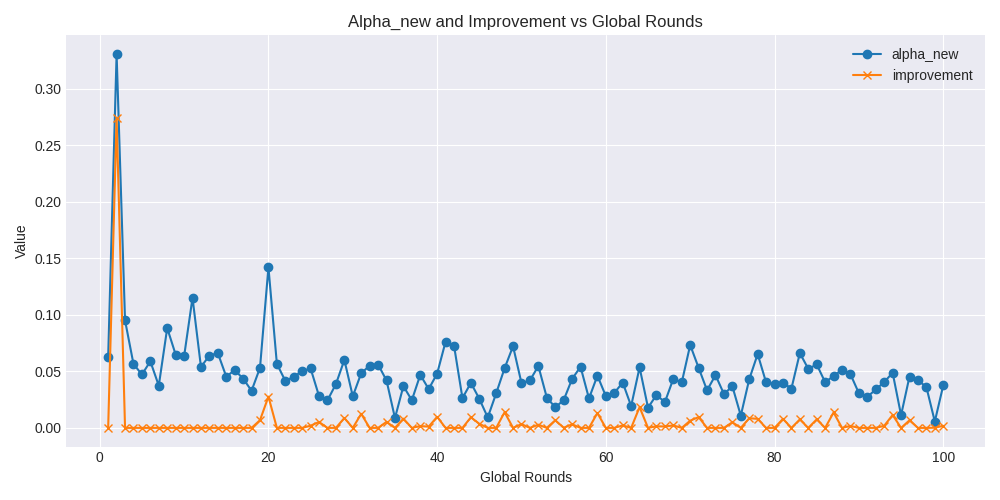 Alpha_new and Improvement vs Global Rounds
alpha_new
improvement
Value
0.30
0.25
0.20
0.15
0.10
0.05
0.00
0 20 40 60 80 100
Global Rounds